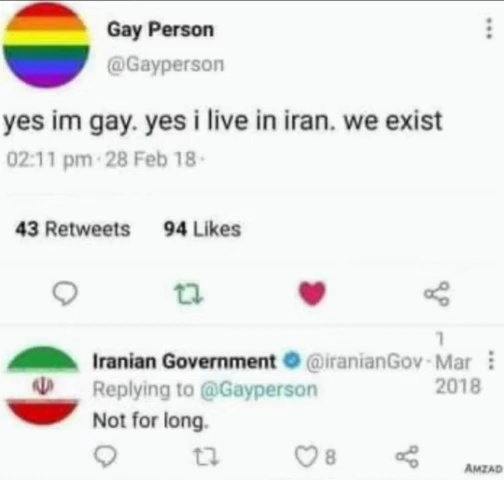 Gay Person
@Gayperson
yes im gay. yes i live in iran. we exist
02:11 pm · 28 Feb 18 ·
43 Retweets 94 Likes
Iranian Government @iranianGov · 1 Mar 2018
Replying to @Gayperson
Not for long.
8
AMZAD